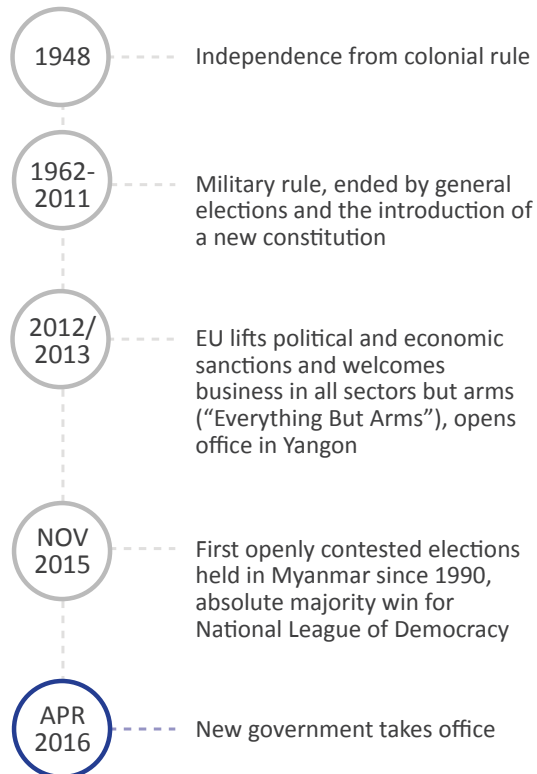 1948
Independence from colonial rule
1962-
2011
Military rule, ended by general
elections and the introduction of
a new constitution
2012/
2013
EU lifts political and economic
sanctions and welcomes
business in all sectors but arms
(“Everything But Arms”), opens
office in Yangon
NOV
2015
First openly contested elections
held in Myanmar since 1990,
absolute majority win for
National League of Democracy
APR
2016
New government takes office